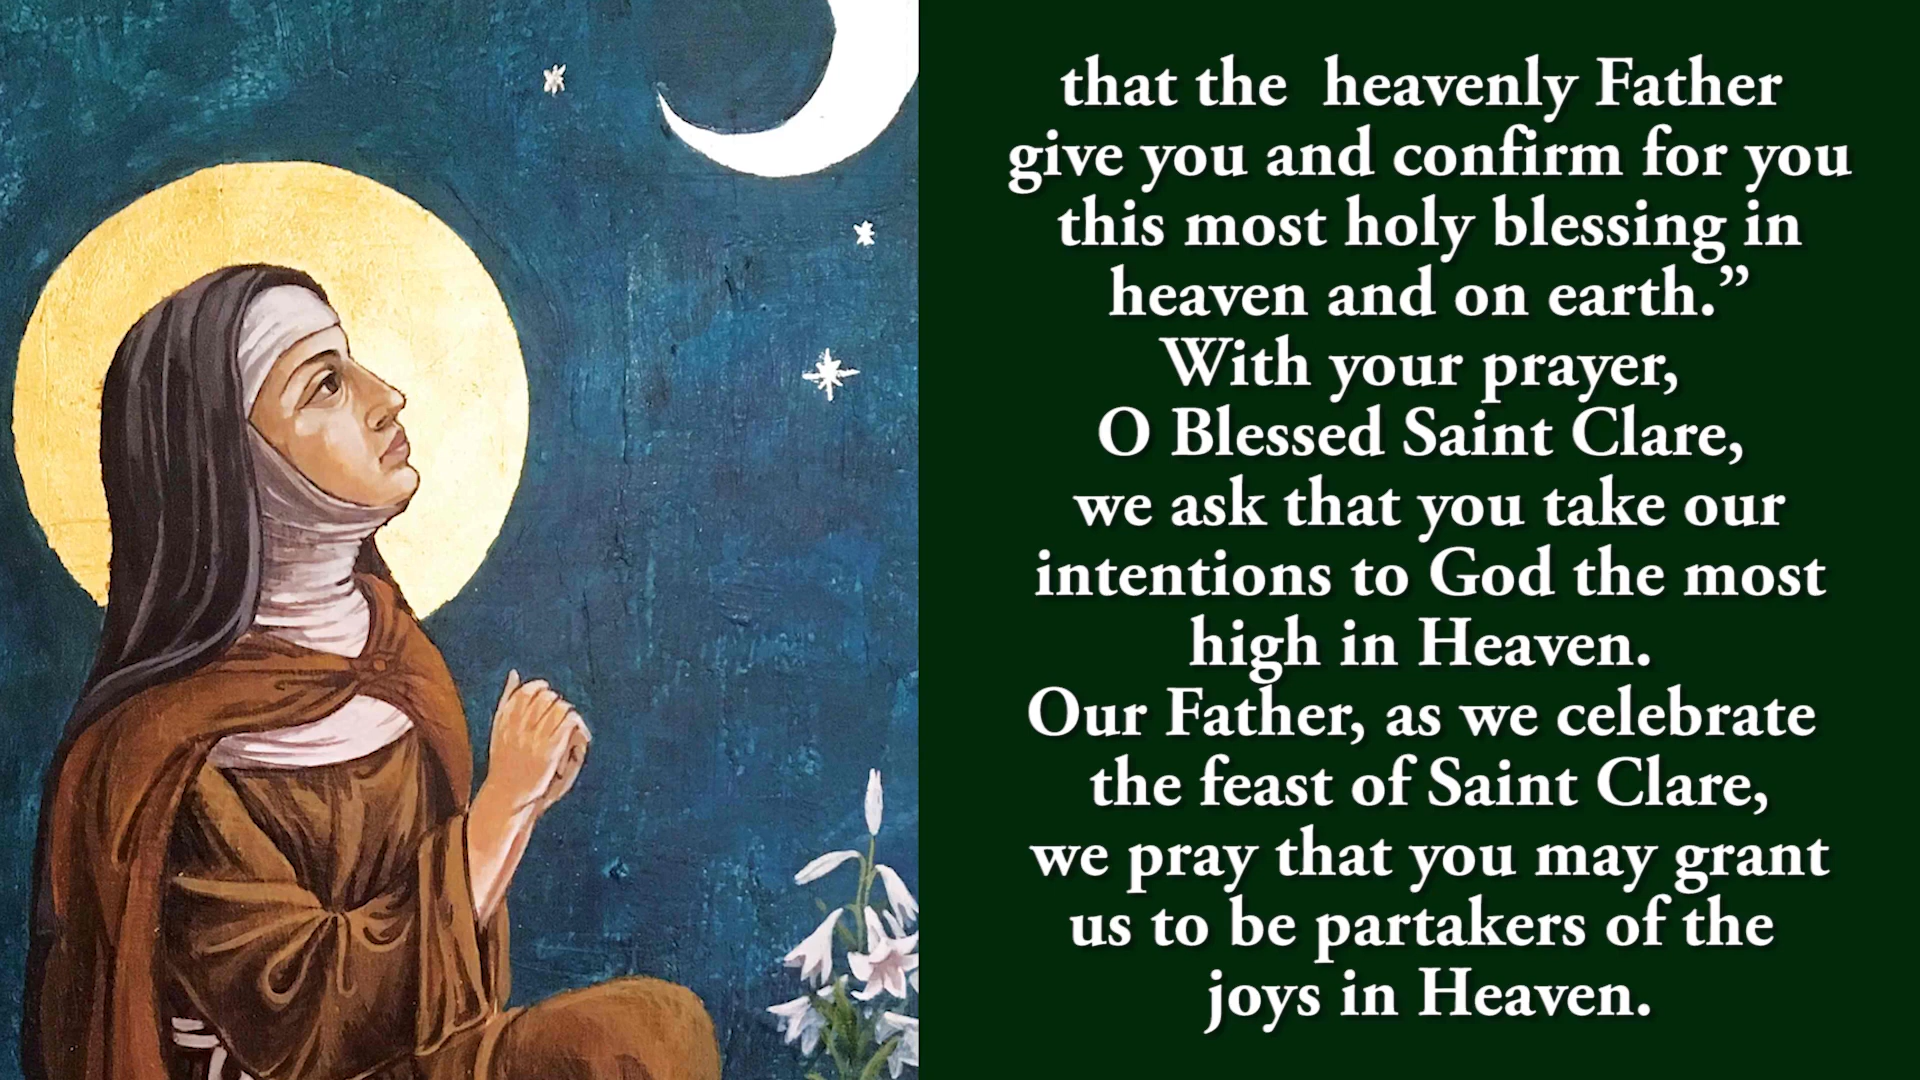 that the  heavenly Father
give you and confirm for you
this most holy blessing in
heaven and on earth.”
With your prayer,
O Blessed Saint Clare,
we ask that you take our
intentions to God the most
high in Heaven.
Our Father, as we celebrate
the feast of Saint Clare,
we pray that you may grant
us to be partakers of the
joys in Heaven.